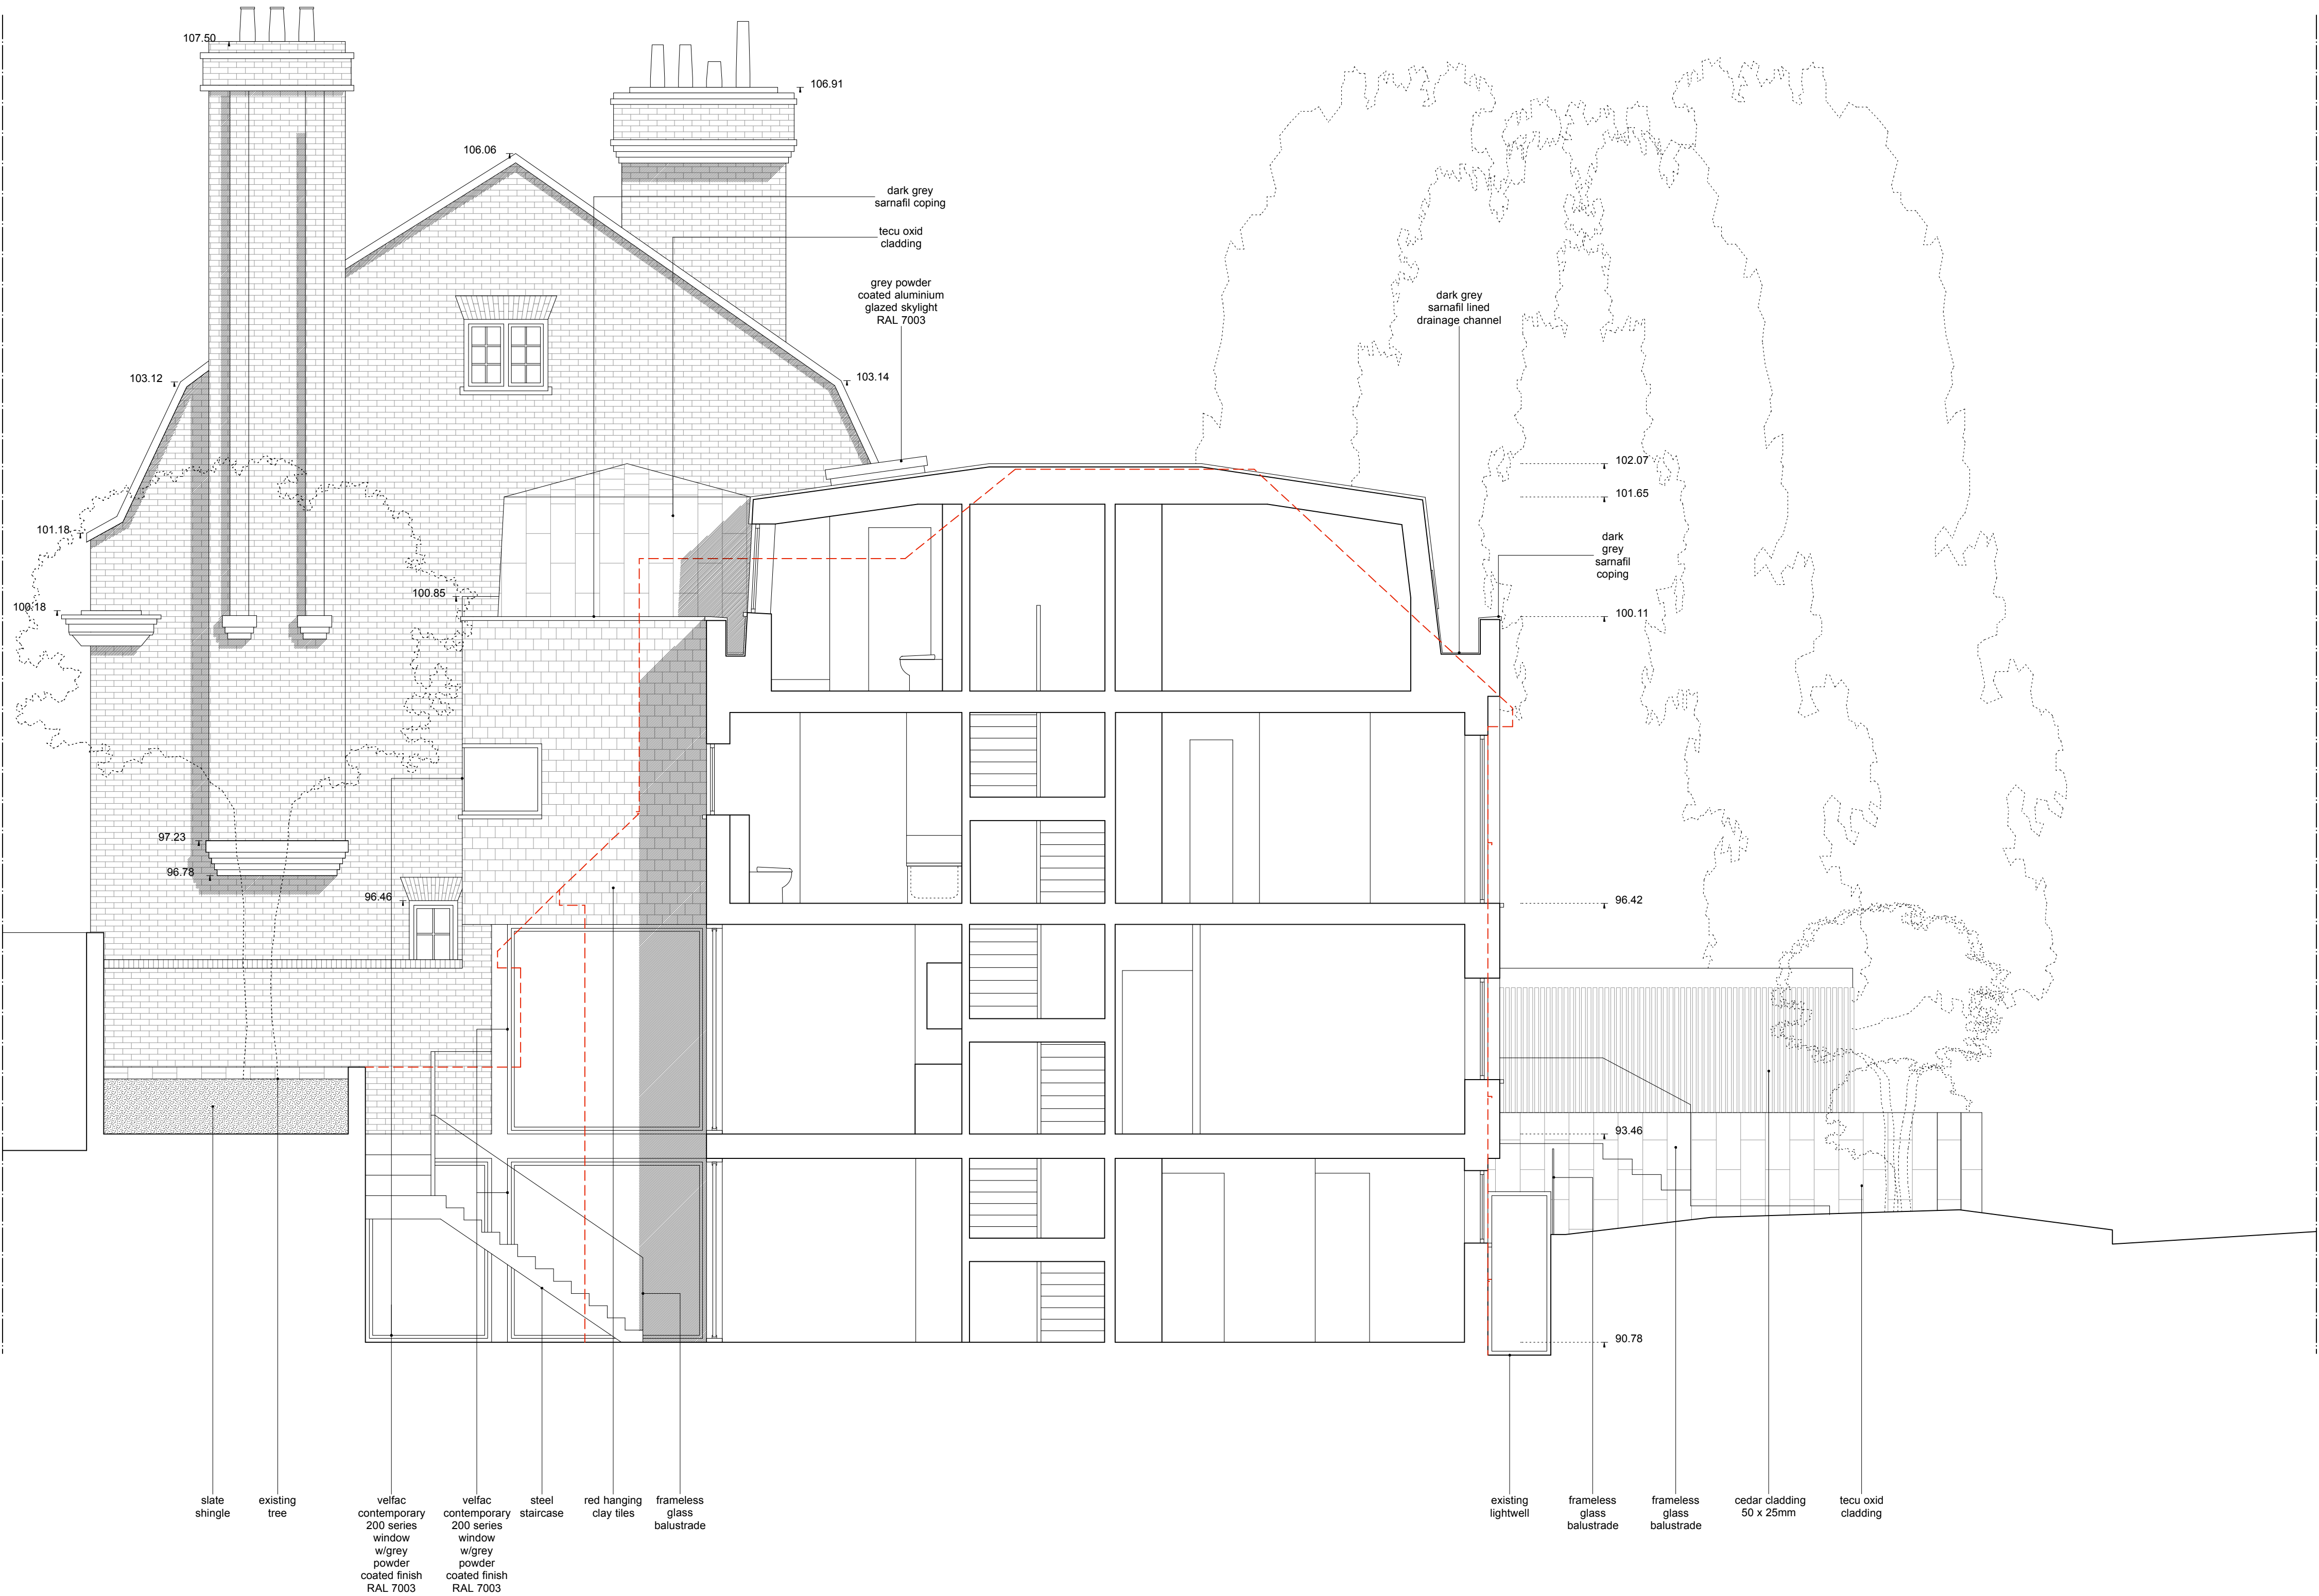 107.50
106.91
106.06
dark grey
sarnafil coping
tecu oxid
cladding
grey powder
coated aluminium
glazed skylight
RAL 7003
dark grey
sarnafil lined
drainage channel
103.12
103.14
102.07
101.65
101.18
dark
grey
sarnafil
coping
100.85
100.18
100.11
97.23
96.78
96.46
96.42
93.46
90.78
slate
shingle
existing
tree
velfac
contemporary
200 series
window
w/grey
powder
coated finish
RAL 7003
velfac
contemporary
200 series
window
w/grey
powder
coated finish
RAL 7003
steel
staircase
red hanging
clay tiles
frameless
glass
balustrade
existing
lightwell
frameless
glass
balustrade
frameless
glass
balustrade
cedar cladding
50 x 25mm
tecu oxid
cladding